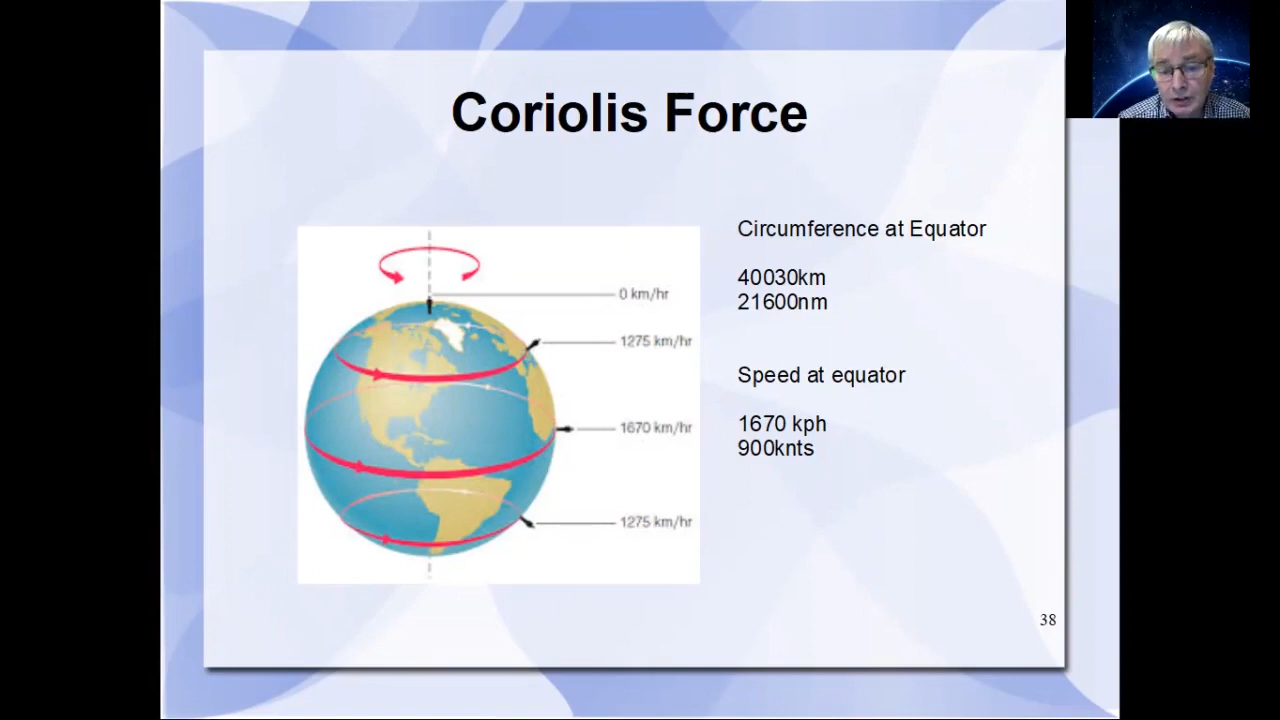 Coriolis Force
0 km/hr
1275 km/hr
1670 km/hr
1275 km/hr
Circumference at Equator
40030km
21600nm
Speed at equator
1670 kph
900knts
38